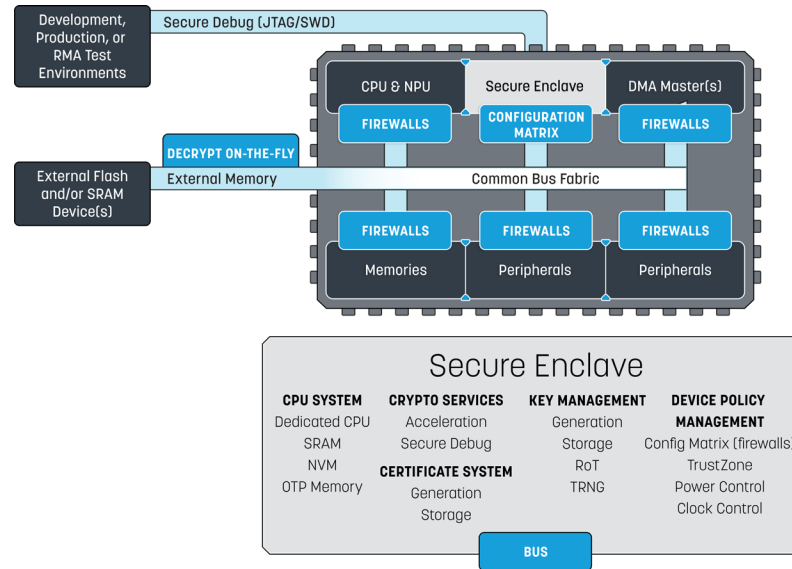 Development,
Production, or
RMA Test
Environments
Secure Debug (JTAG/SWD)
CPU & NPU
Secure Enclave
DMA Master(s)
FIREWALLS
CONFIGURATION
MATRIX
FIREWALLS
DECRYPT ON-THE-FLY
External Flash
and/or SRAM
Device(s)
External Memory
Common Bus Fabric
FIREWALLS
FIREWALLS
FIREWALLS
Memories
Peripherals
Peripherals
Secure Enclave
CPU SYSTEM
Dedicated CPU
SRAM
NVM
OTP Memory
CRYPTO SERVICES
Acceleration
Secure Debug
CERTIFICATE SYSTEM
Generation
Storage
KEY MANAGEMENT
Generation
Storage
RoT
TRNG
DEVICE POLICY
MANAGEMENT
Config Matrix (firewalls)
TrustZone
Power Control
Clock Control
BUS